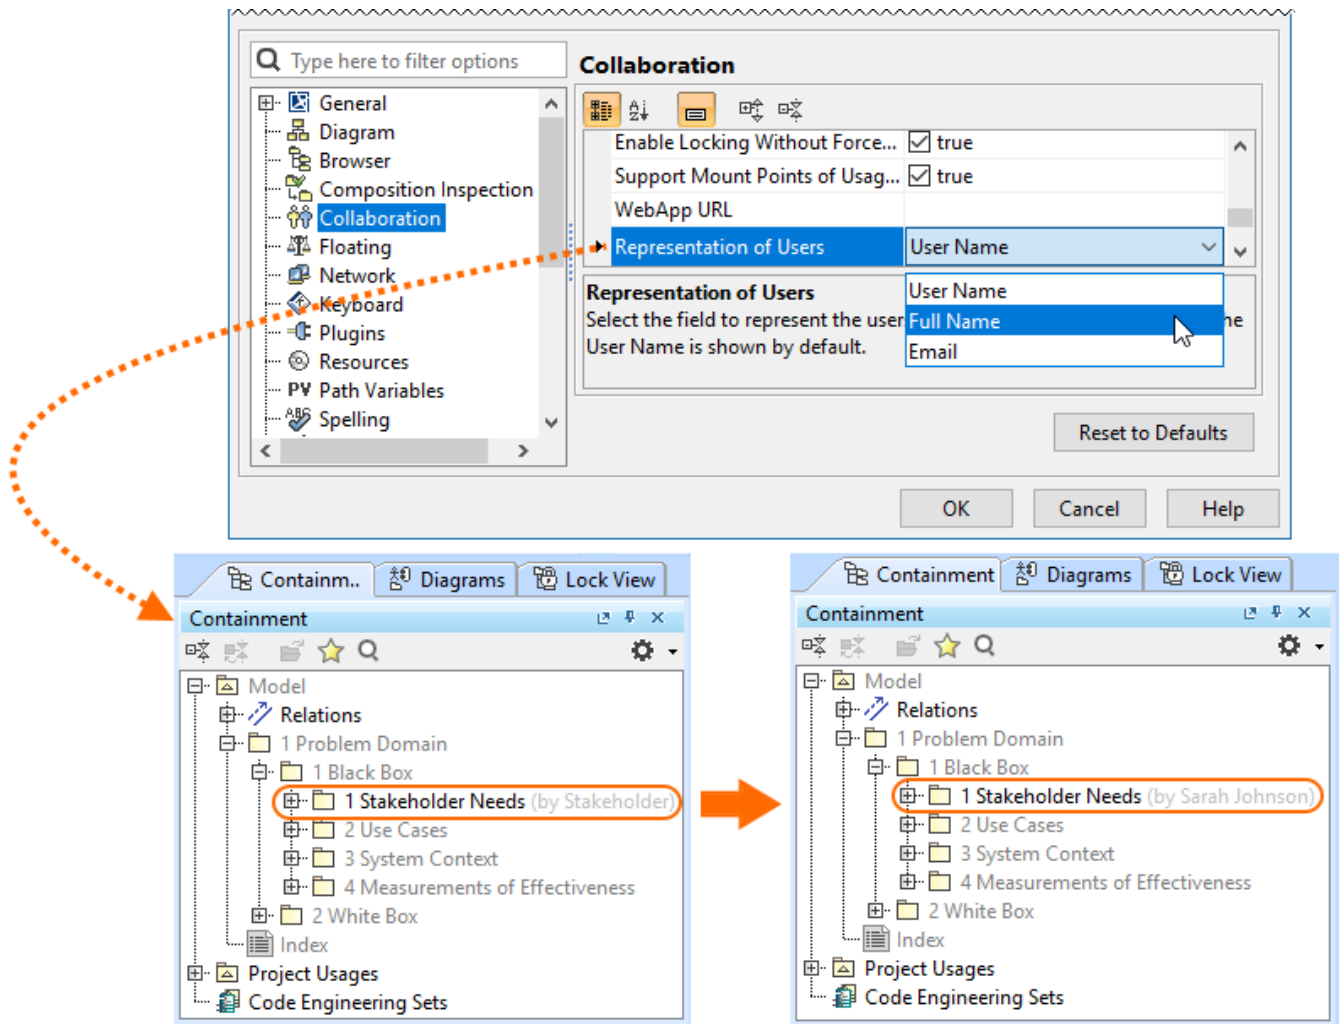 Type here to filter options
General
Diagram
Browser
Composition Inspection
Collaboration
Floating
Network
Keyboard
Plugins
Resources
PV Path Variables
ABC Spelling
Collaboration
Enable Locking Without Force... true
Support Mount Points of Usag... true
WebApp URL
Representation of Users User Name
Representation of Users
Select the field to represent the user
he
User Name is shown by default.
User Name
Full Name
Email
Reset to Defaults
OK Cancel Help
Containm.. Diagrams Lock View
Containment
Model
Relations
1 Problem Domain
1 Black Box
1 Stakeholder Needs (by Stakeholder)
2 Use Cases
3 System Context
4 Measurements of Effectiveness
2 White Box
Index
Project Usages
Code Engineering Sets
Containment Diagrams Lock View
Containment
Model
Relations
1 Problem Domain
1 Black Box
1 Stakeholder Needs (by Sarah Johnson)
2 Use Cases
3 System Context
4 Measurements of Effectiveness
2 White Box
Index
Project Usages
Code Engineering Sets